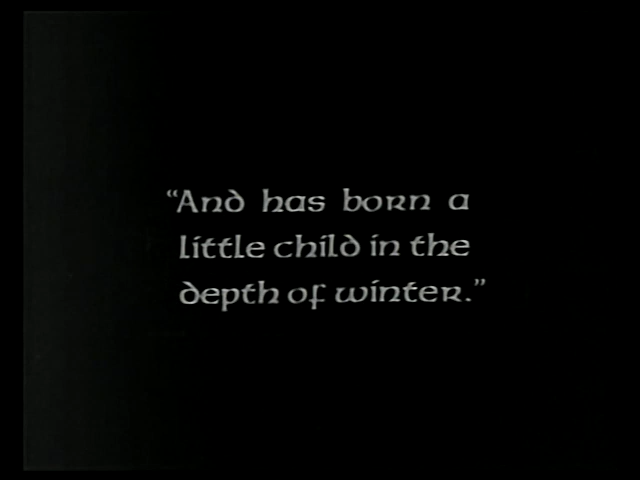 “And has born a
little child in the
depth of winter.”